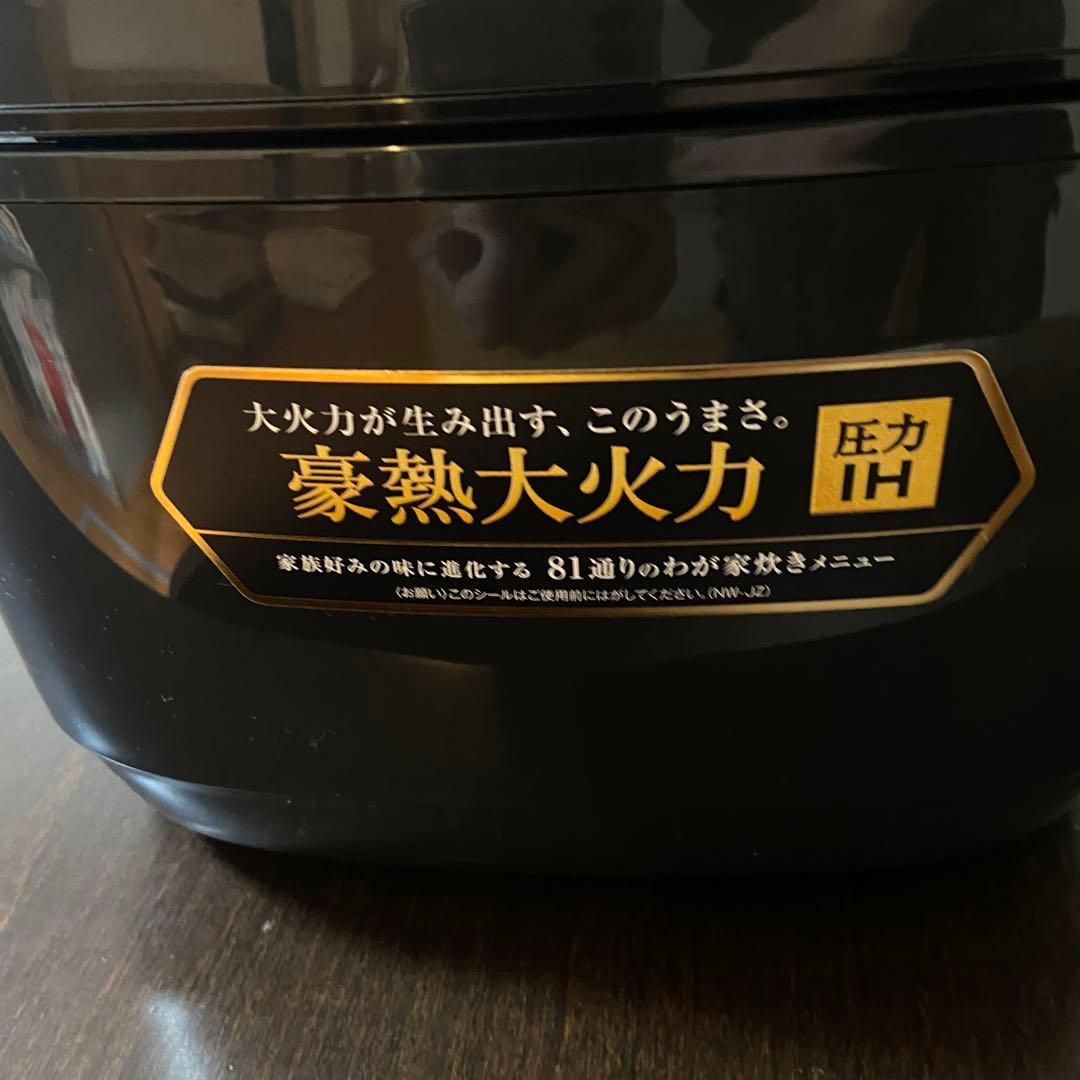 大火力が生み出す、このうまさ。
豪熱大火力
圧力
IH
家族好みの味に進化する 81通りのわが家炊きメニュー
(お願い)このシールはご使用前にはがしてください。(NW-JZ)